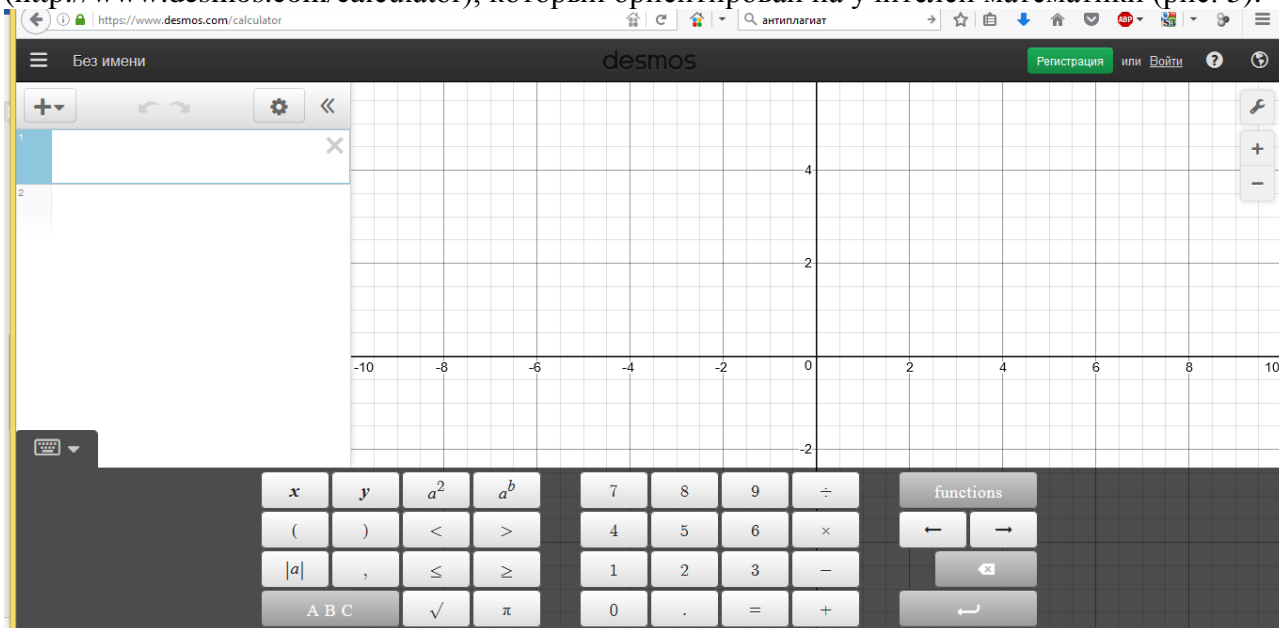 (http://www.desmos.com/calculator), который ориентирован на учителей математики (рис. 3).
https://www.desmos.com/calculator
антиплагиат
ABP
Без имени
desmos
Регистрация или Войти ?
1
2
4
2
-10 -8 -6 -4 -2 0 2 4 6 8 10
-2
x y a² aᵇ 7 8 9 ÷ functions
( ) < > 4 5 6 × ← →
|a| , ≤ ≥ 1 2 3 −
A B C √ π 0 . = +